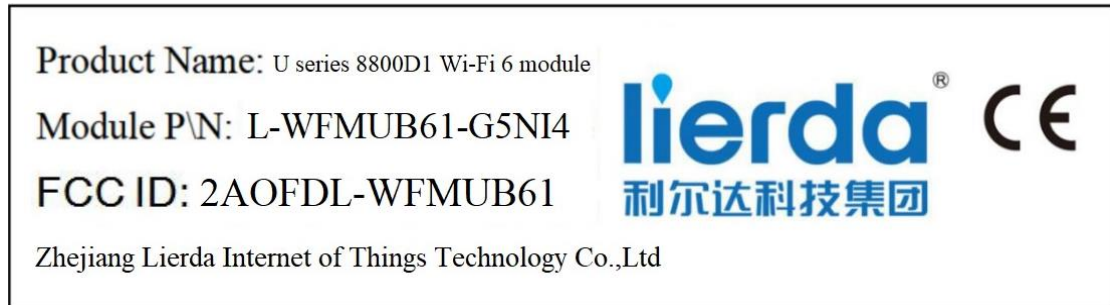 Product Name: U series 8800D1 Wi-Fi 6 module
Module P\N: L-WFMUB61-G5NI4
FCC ID: 2AOFDL-WFMUB61
Zhejiang Lierda Internet of Things Technology Co.,Ltd
lierda®
利尔达科技集团
CE